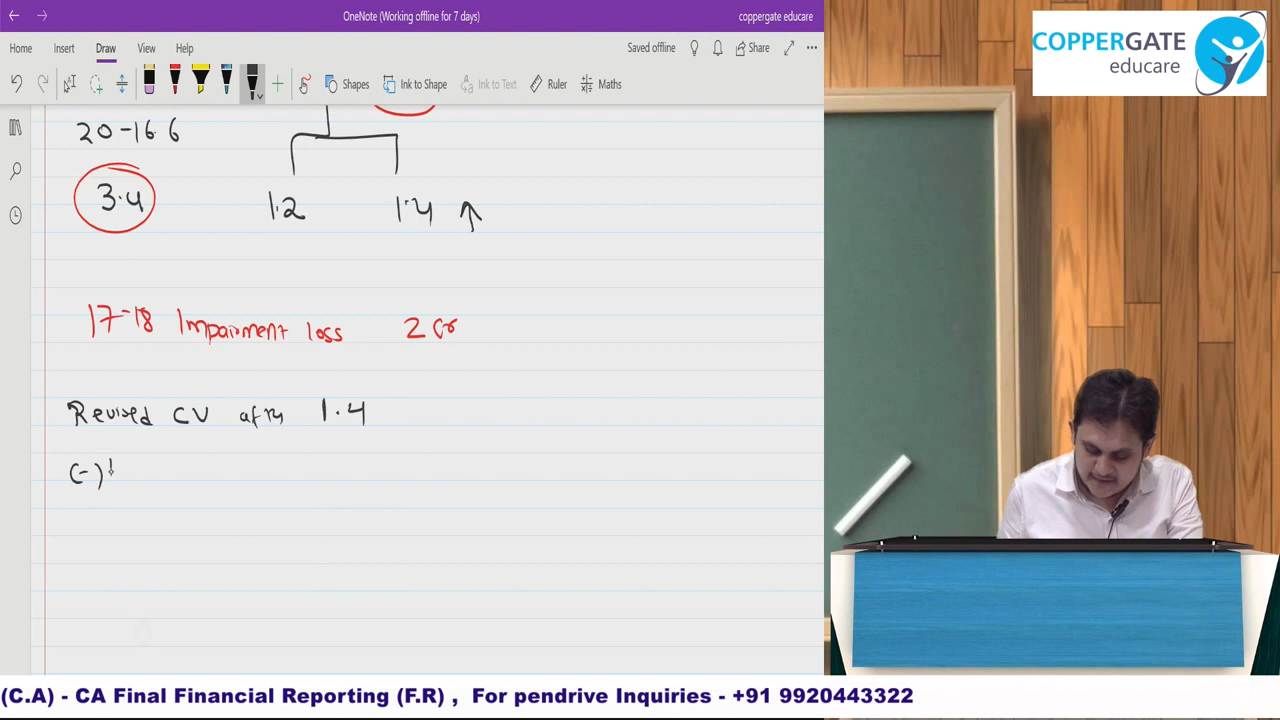 OneNote (Working offline for 7 days)
coppergate educare
Home Insert Draw View Help
Saved offline Share
Shapes Ink to Shape Ink to Text Ruler Maths
20-16.6
3.4
1.2 1.4 ↑
17-18 Impairment loss 2 Cr
Revised CV after 1.4
(-)
COPPERGATE
educare
(C.A) - CA Final Financial Reporting (F.R) , For pendrive Inquiries - +91 9920443322